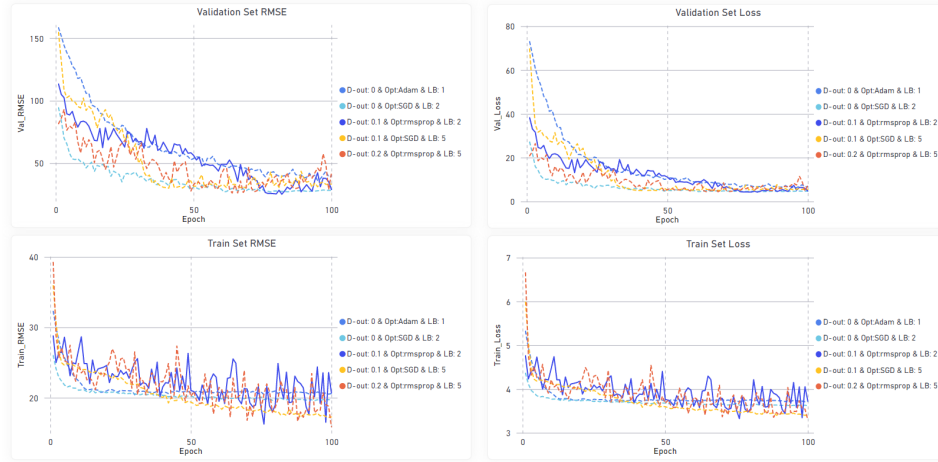 Validation Set RMSE
150
100
50
Val_RMSE
0
50
100
Epoch
D-out: 0 & Opt:Adam & LB: 1
D-out: 0 & Opt:SGD & LB: 2
D-out: 0.1 & Opt:rmsprop & LB: 2
D-out: 0.1 & Opt:SGD & LB: 5
D-out: 0.2 & Opt:rmsprop & LB: 5
Validation Set Loss
80
60
40
20
0
Val_Loss
0
50
100
Epoch
D-out: 0 & Opt:Adam & LB: 1
D-out: 0 & Opt:SGD & LB: 2
D-out: 0.1 & Opt:rmsprop & LB: 2
D-out: 0.1 & Opt:SGD & LB: 5
D-out: 0.2 & Opt:rmsprop & LB: 5
Train Set RMSE
40
30
20
Train_RMSE
0
50
100
Epoch
D-out: 0 & Opt:Adam & LB: 1
D-out: 0 & Opt:SGD & LB: 2
D-out: 0.1 & Opt:rmsprop & LB: 2
D-out: 0.1 & Opt:SGD & LB: 5
D-out: 0.2 & Opt:rmsprop & LB: 5
Train Set Loss
7
6
5
4
3
Train_Loss
0
50
100
Epoch
D-out: 0 & Opt:Adam & LB: 1
D-out: 0 & Opt:SGD & LB: 2
D-out: 0.1 & Opt:rmsprop & LB: 2
D-out: 0.1 & Opt:SGD & LB: 5
D-out: 0.2 & Opt:rmsprop & LB: 5